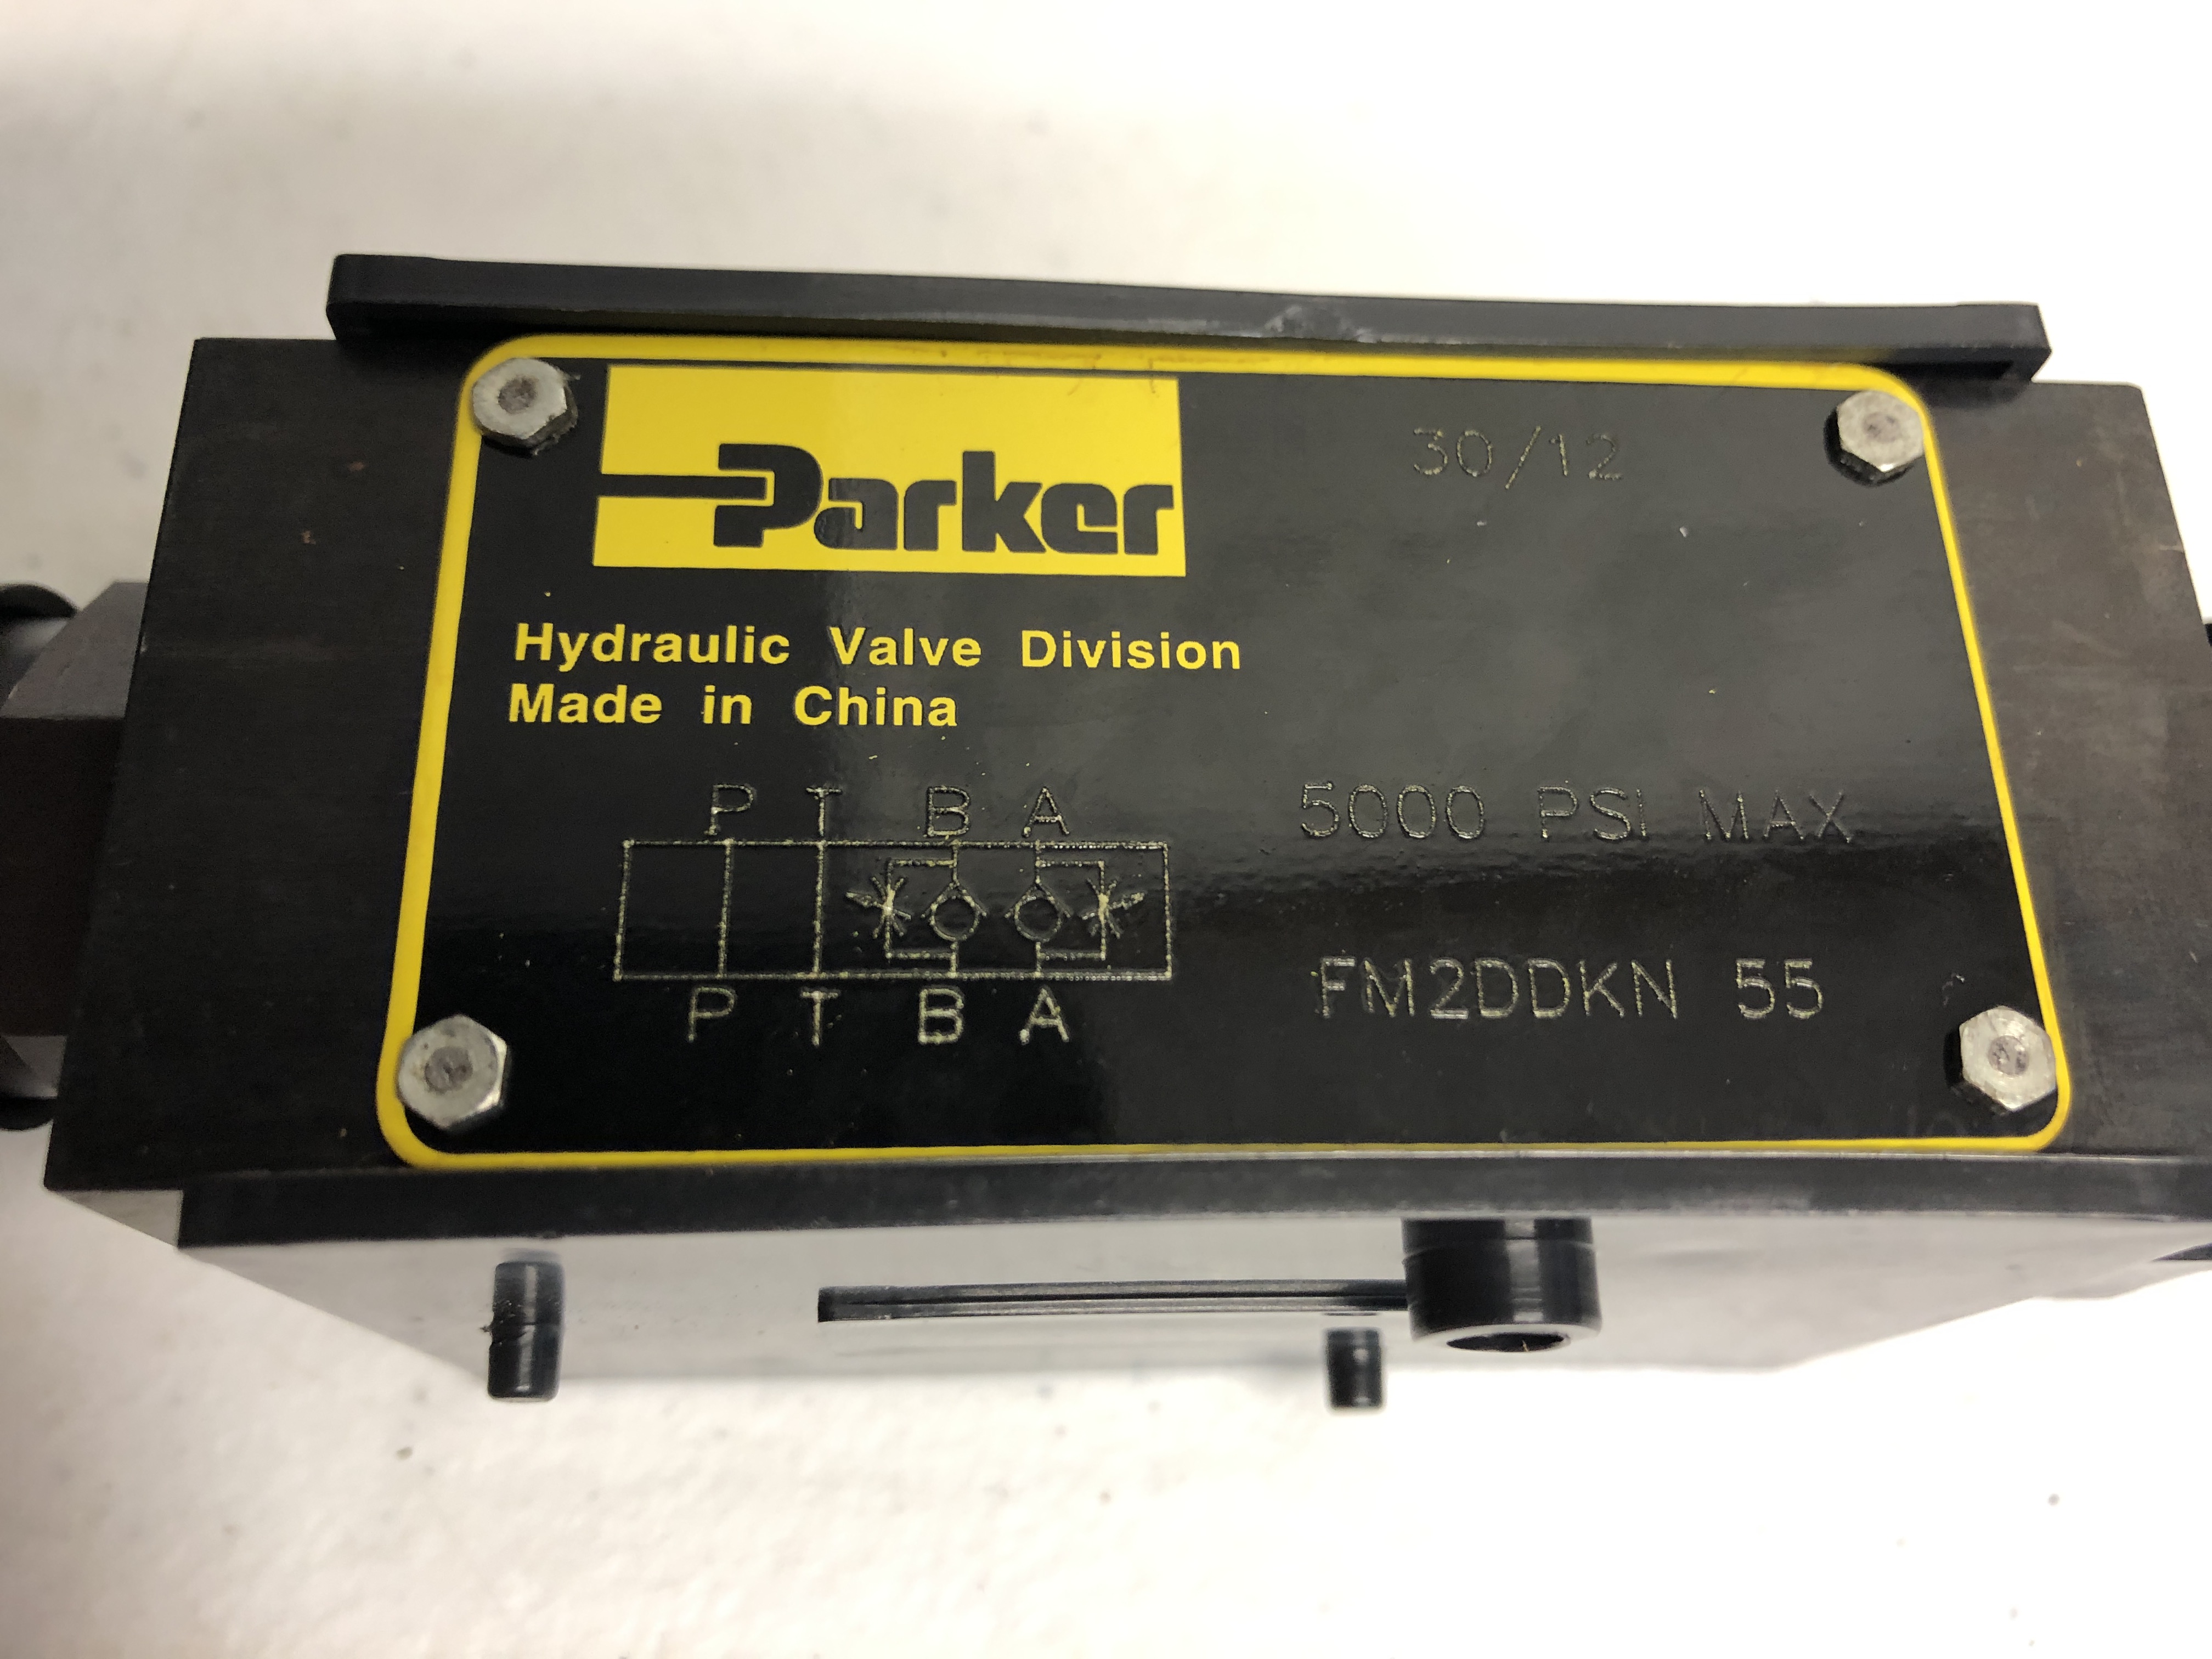 Parker
30/12
Hydraulic Valve Division
Made in China
P T B A
5000 PSI MAX
P T B A
FM2DDKN 55